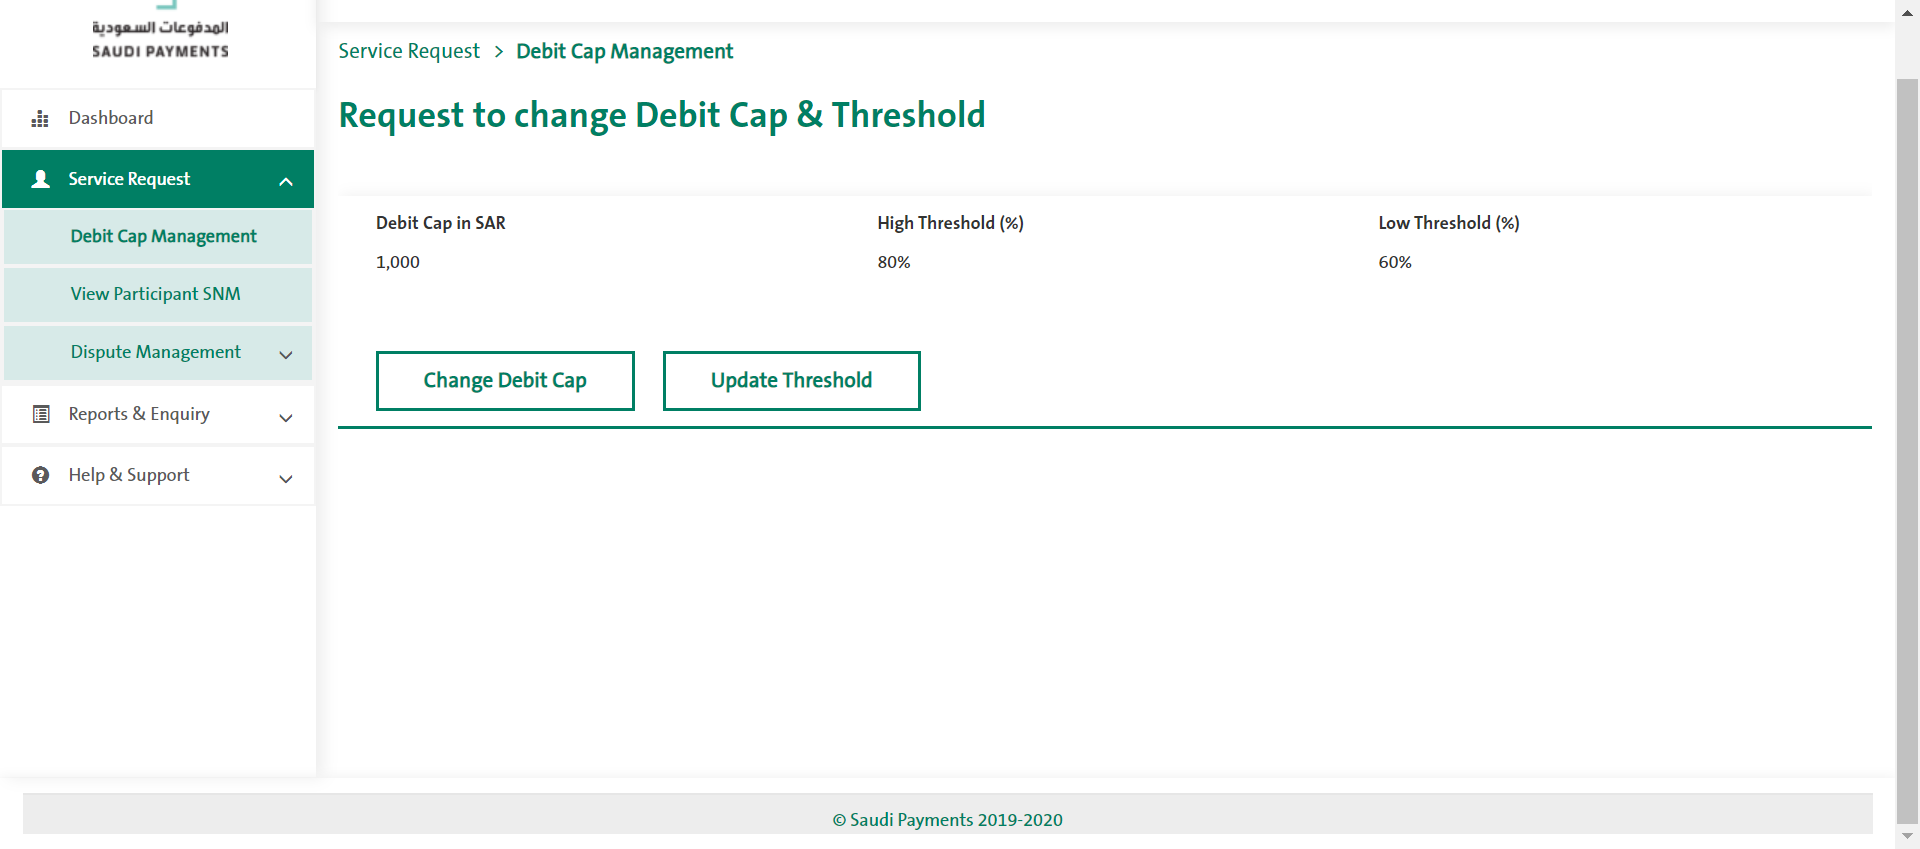 المدفوعات السعودية
SAUDI PAYMENTS
Dashboard
Service Request
Debit Cap Management
View Participant SNM
Dispute Management
Reports & Enquiry
Help & Support
Service Request > Debit Cap Management
Request to change Debit Cap & Threshold
Debit Cap in SAR High Threshold (%) Low Threshold (%)
1,000 80% 60%
Change Debit Cap Update Threshold
© Saudi Payments 2019-2020